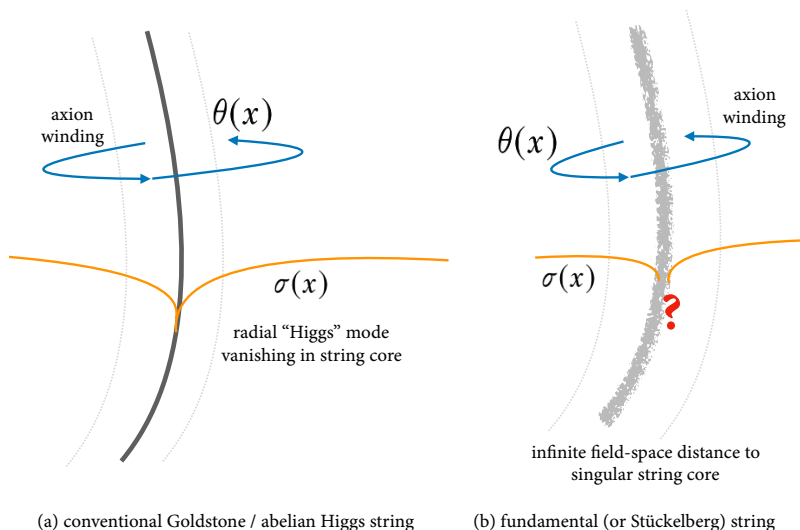 axion
winding
θ(x)
σ(x)
radial “Higgs” mode
vanishing in string core
(a) conventional Goldstone / abelian Higgs string
axion
winding
θ(x)
σ(x)
?
infinite field-space distance to
singular string core
(b) fundamental (or Stückelberg) string